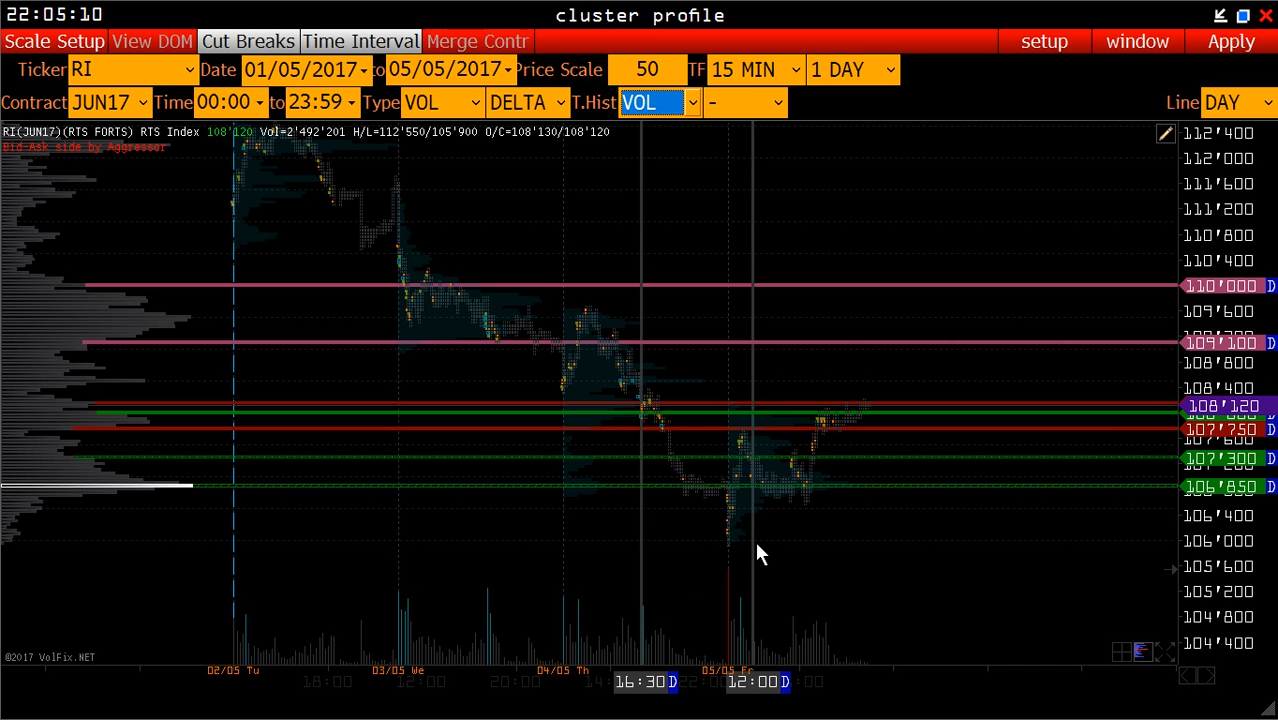 22:05:10 cluster profile
Scale Setup View DOM Cut Breaks Time Interval Merge Contr setup window Apply
Ticker RI Date 01/05/2017 to 05/05/2017 Price Scale 50 TF 15 MIN 1 DAY
Contract JUN17 Time 00:00 to 23:59 Type VOL DELTA T.Hist VOL - Line DAY
RI(JUN17)(RTS FORTS) RTS Index 108'120 Vol=2'492'201 H/L=112'550/105'900 O/C=108'130/108'120
Bid-Ask side by Aggressor
112'400
112'000
111'600
111'200
110'800
110'400
110'000 D
109'600
109'100 D
108'800
108'400
108'120
107'750 D
107'600
107'300 D
106'850 D
106'400
106'000
105'600
105'200
104'800
104'400
©2017 VolFix.NET
02/05 Tu 03/05 We 04/05 Th 05/05 Fr
18:00 12:00 20:00 16:30 D 12:00 D